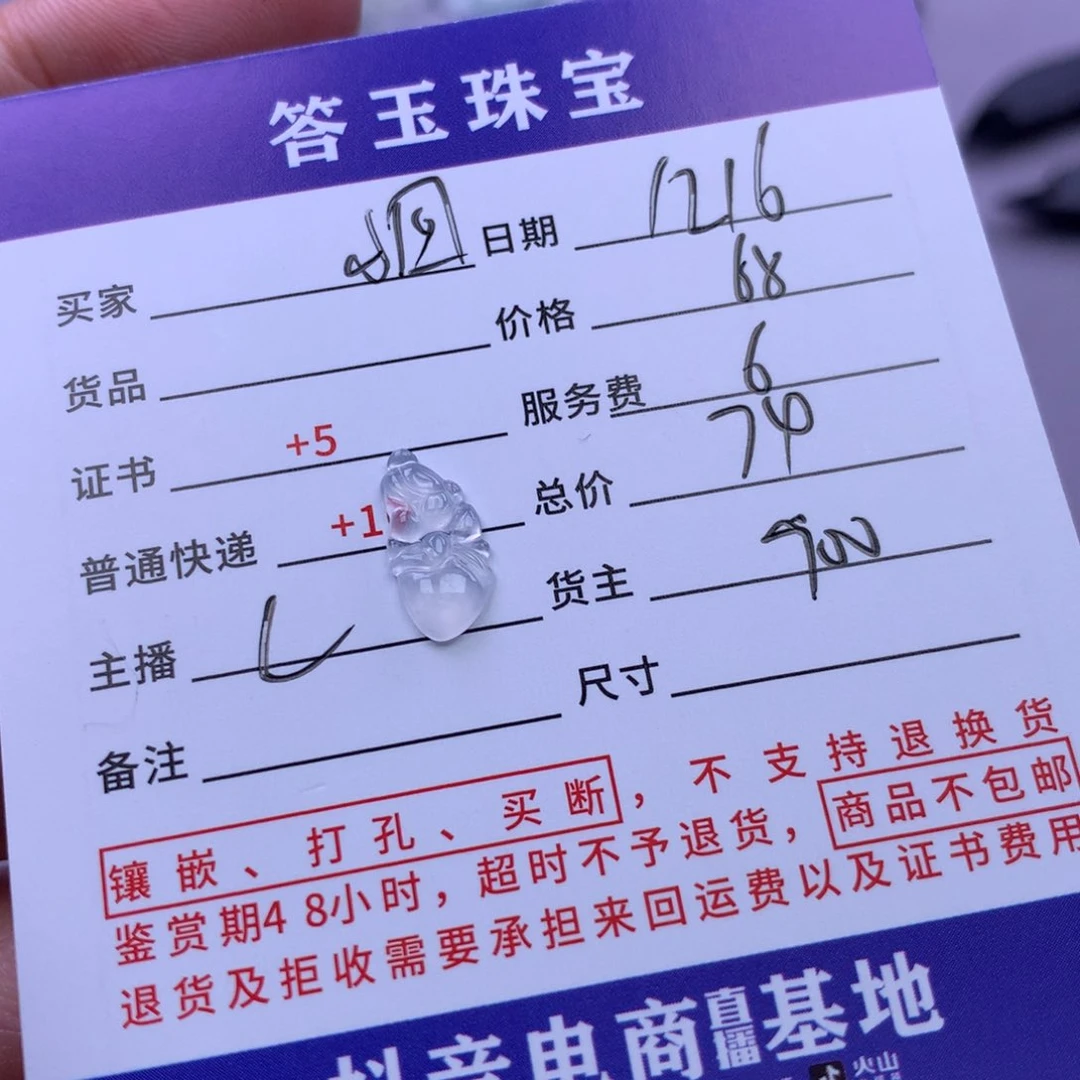 答玉珠宝
买家 日期 1216
货品 价格 68
证书 +5 服务费 6
普通快递 +1 总价 74
主播 L 货主
备注 尺寸
镶嵌、打孔、买断，不支持退换货
鉴赏期48小时，超时不予退货，商品不包邮
退货及拒收需要承担来回运费以及证书费用
抖音电商直播基地
火山